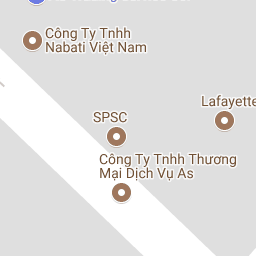 Công Ty Tnhh
Nabati Việt Nam
Lafayette
SPSC
Công Ty Tnhh Thương
Mại Dịch Vụ As